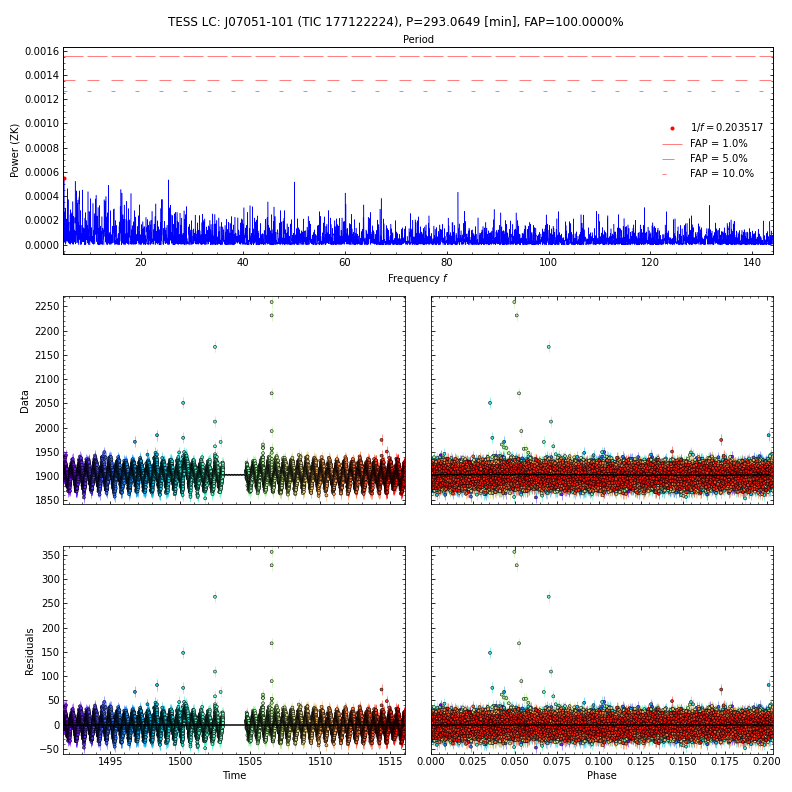 TESS LC: J07051-101 (TIC 177122224), P=293.0649 [min], FAP=100.0000%
Period
Power (ZK)
0.0016
0.0014
0.0012
0.0010
0.0008
0.0006
0.0004
0.0002
0.0000
1/f = 0.203517
FAP = 1.0%
FAP = 5.0%
FAP = 10.0%
20 40 60 80 100 120 140
Frequency f
Data
2250
2200
2150
2100
2050
2000
1950
1900
1850
Residuals
350
300
250
200
150
100
50
0
−50
1495 1500 1505 1510 1515
Time
0.000 0.025 0.050 0.075 0.100 0.125 0.150 0.175 0.200
Phase